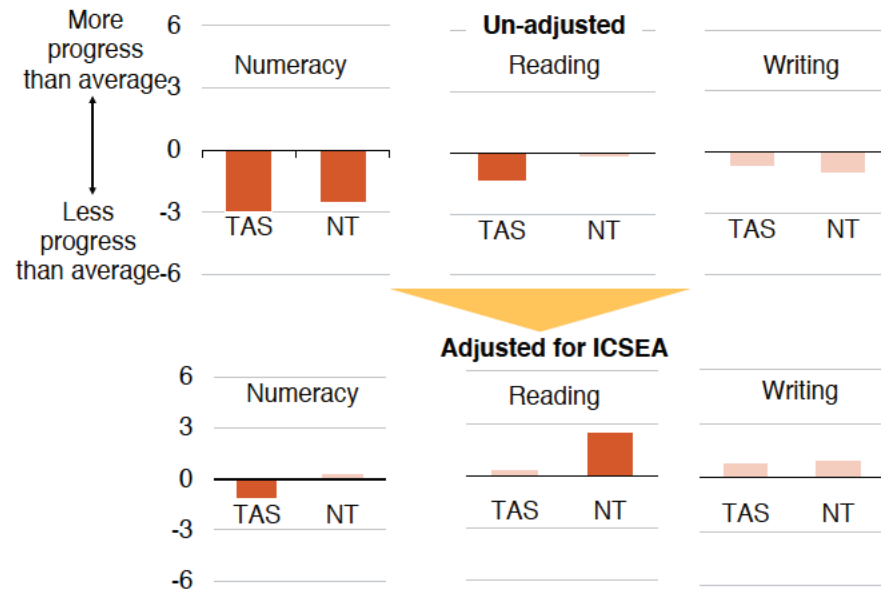 More
progress
than average
Less
progress
than average
6
3
0
-3
-6
Un-adjusted
Numeracy
Reading
Writing
TAS NT
TAS NT
TAS NT
Adjusted for ICSEA
6
3
0
-3
-6
Numeracy
Reading
Writing
TAS NT
TAS NT
TAS NT